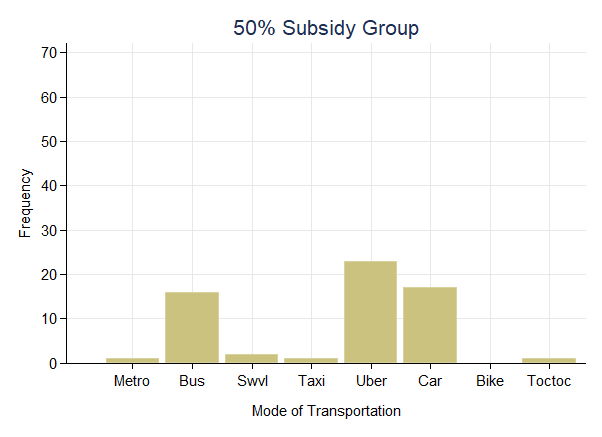 50% Subsidy Group
70
60
50
40
30
20
10
0
Frequency
Metro Bus Swvl Taxi Uber Car Bike Toctoc
Mode of Transportation